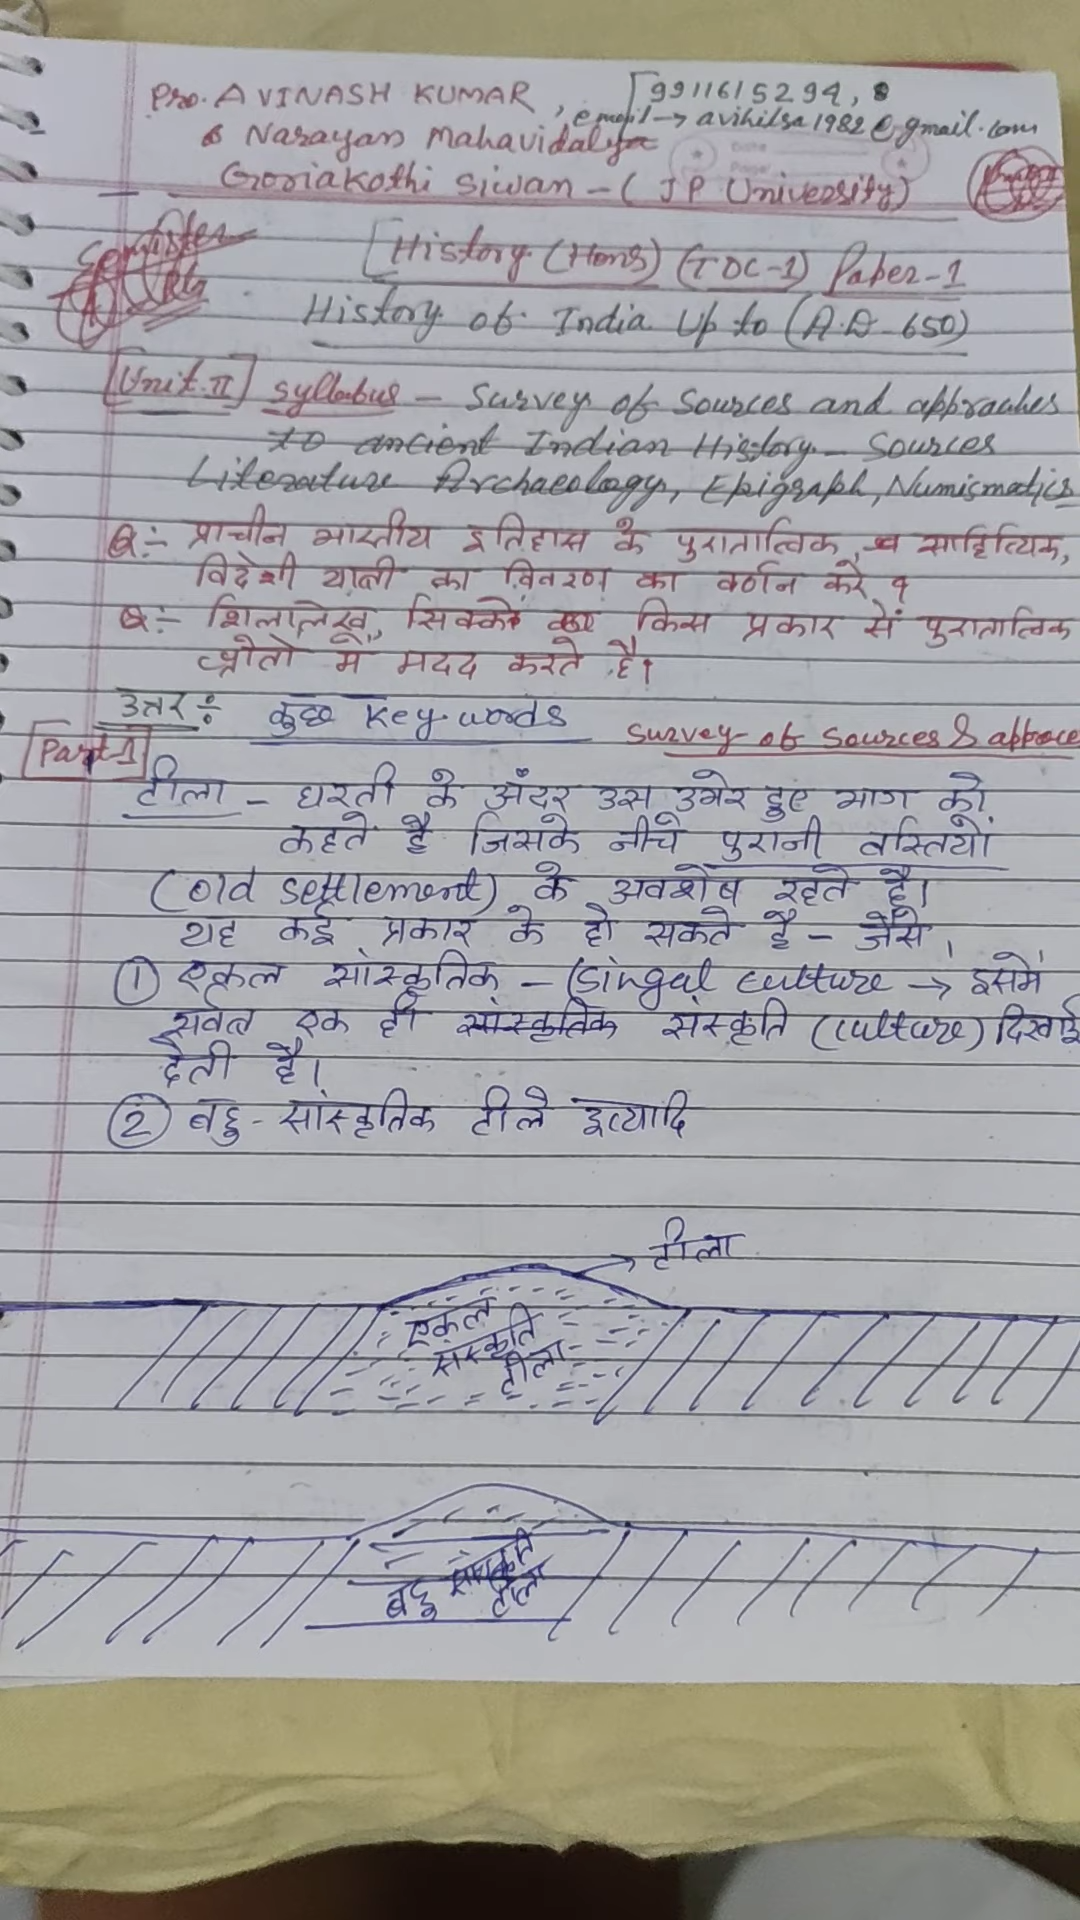 Pro. AVINASH KUMAR, 9911615294,
email → avihilsa1982@gmail.com
Narayan Mahavidalya
Goriakothi Siwan - (JP University)
[History (Hons) (TDC-1) Paper-1
History of India Up to (A.D-650)
[Unit. II] Syllabus - Survey of Sources and approaches
to ancient Indian History - Sources
Literature Archaeology, Epigraph, Numismatics
Q:- प्राचीन भारतीय इतिहास के पुरातात्विक व साहित्यिक,
विदेशी यात्री का विवरण का वर्णन करे ?
Q:- शिलालेख, सिक्के किस प्रकार से पुरातात्विक
श्रोतो में मदद करते है।
उत्तर ÷ कुछ Key words
Survey of Sources &
[Part-1]
टीला - धरती के अँदर उस उभरे हुए भाग को
कहते है जिसके नीचे पुरानी वस्तियों
(old settlement) के अवशेष रहते है।
यह कई प्रकार के हो सकते है - जैसे,
① एकल सांस्कृतिक - (Singal culture → इसमें
सर्वत्र एक ही सांस्कृतिक संस्कृति (culture) दिखाई
देती है।
② बहु-सांस्कृतिक टीले इत्यादि
टीला
एकल
संस्कृति
टीला
बहु संस्कृति
टीला